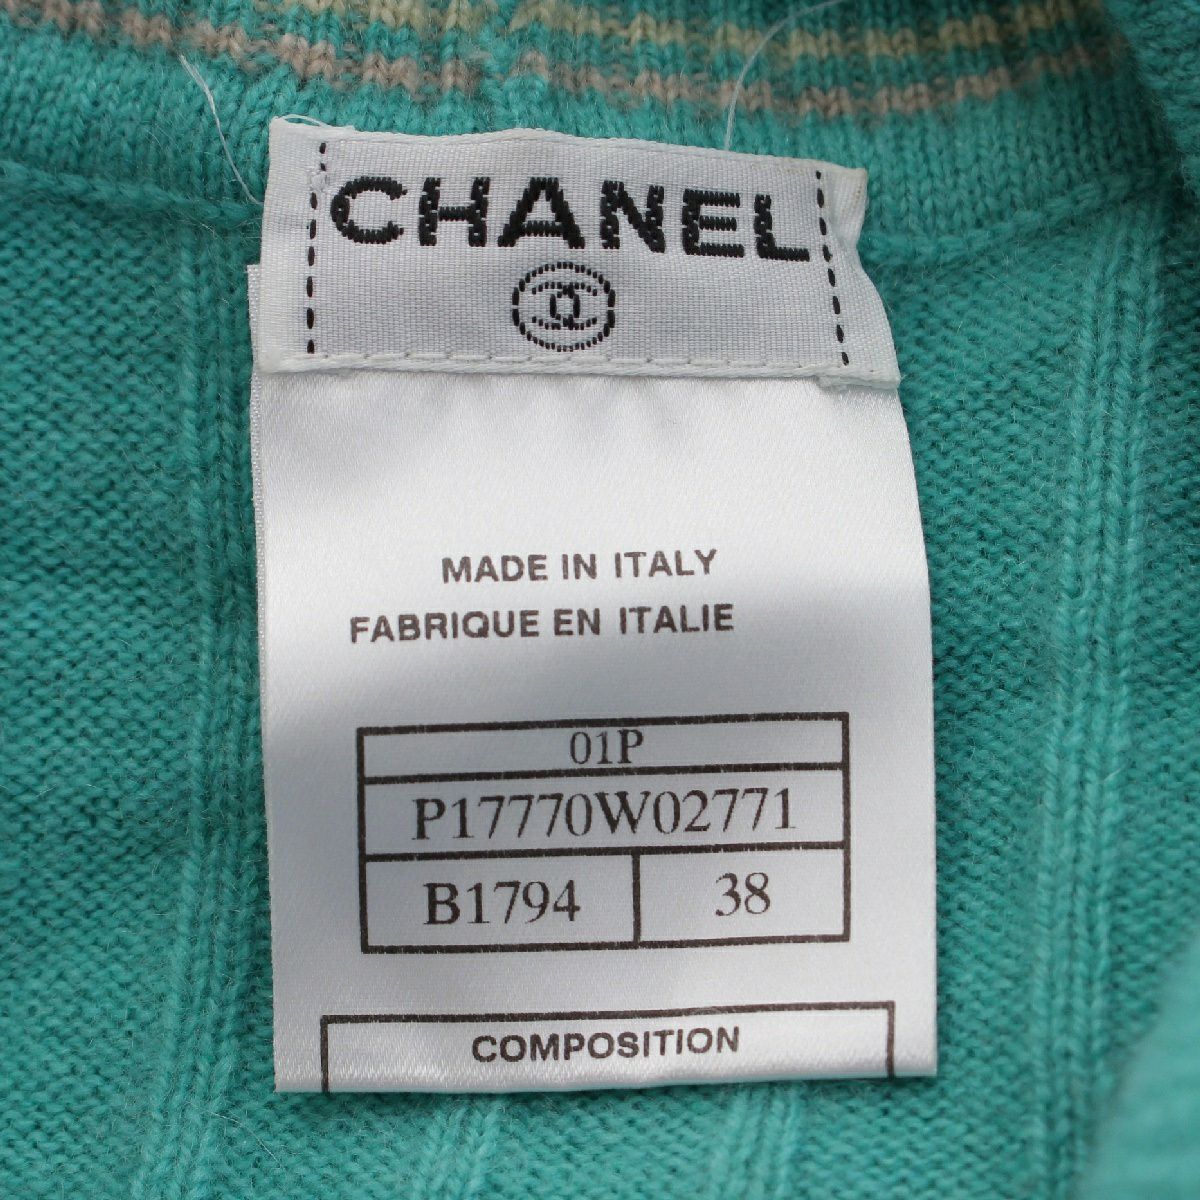 CHANEL
MADE IN ITALY
FABRIQUE EN ITALIE
01P
P17770W02771
B1794 38
COMPOSITION